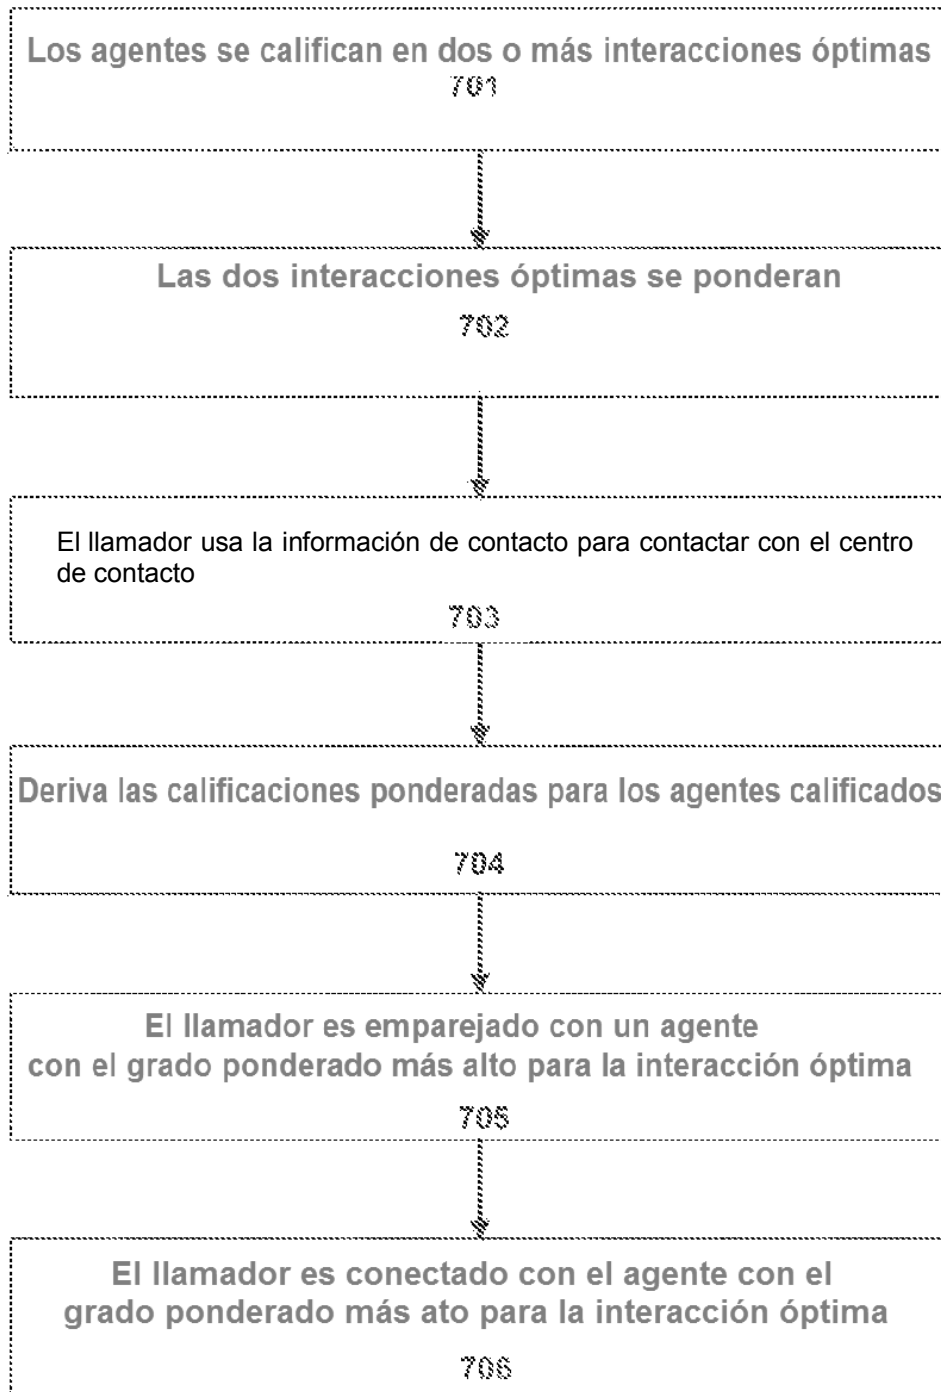 Los agentes se califican en dos o más interacciones óptimas
701
Las dos interacciones óptimas se ponderan
702
El llamador usa la información de contacto para contactar con el centro
de contacto
703
Deriva las calificaciones ponderadas para los agentes calificados
704
El llamador es emparejado con un agente
con el grado ponderado más alto para la interacción óptima
705
El llamador es conectado con el agente con el
grado ponderado más ato para la interacción óptima
706